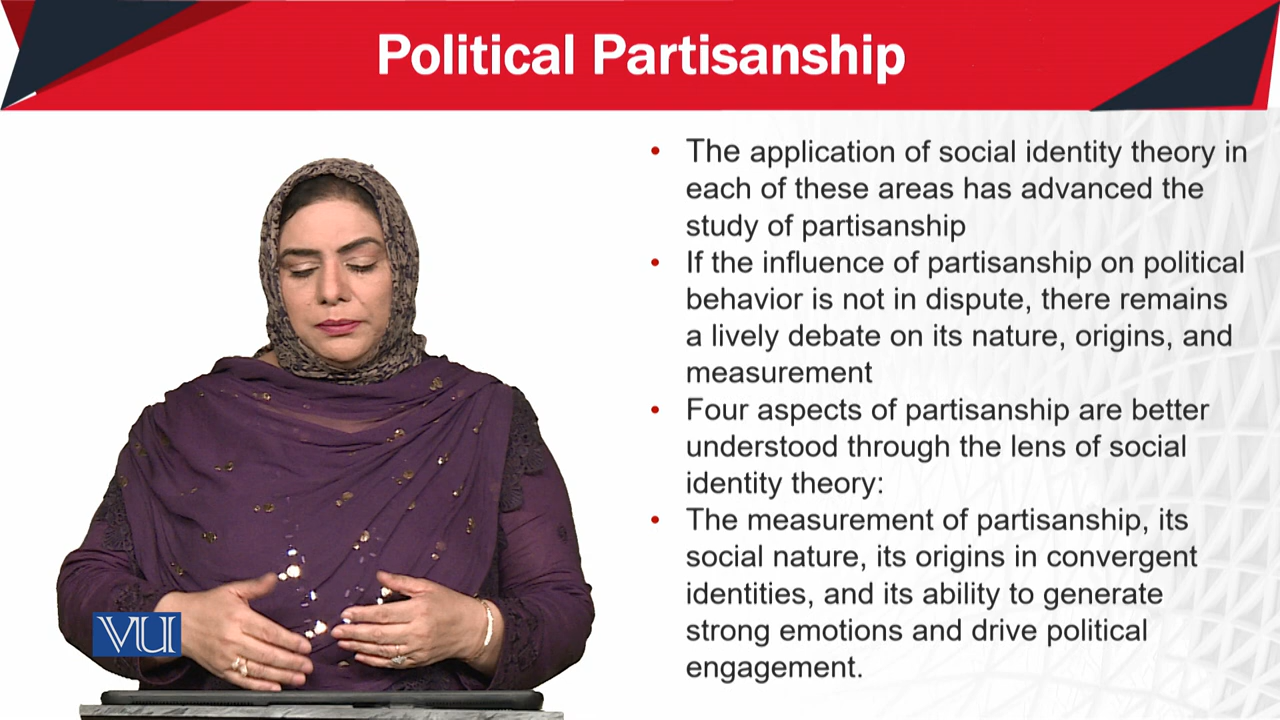 Political Partisanship
• The application of social identity theory in
each of these areas has advanced the
study of partisanship
• If the influence of partisanship on political
behavior is not in dispute, there remains
a lively debate on its nature, origins, and
measurement
• Four aspects of partisanship are better
understood through the lens of social
identity theory:
• The measurement of partisanship, its
social nature, its origins in convergent
identities, and its ability to generate
strong emotions and drive political
engagement.
VU